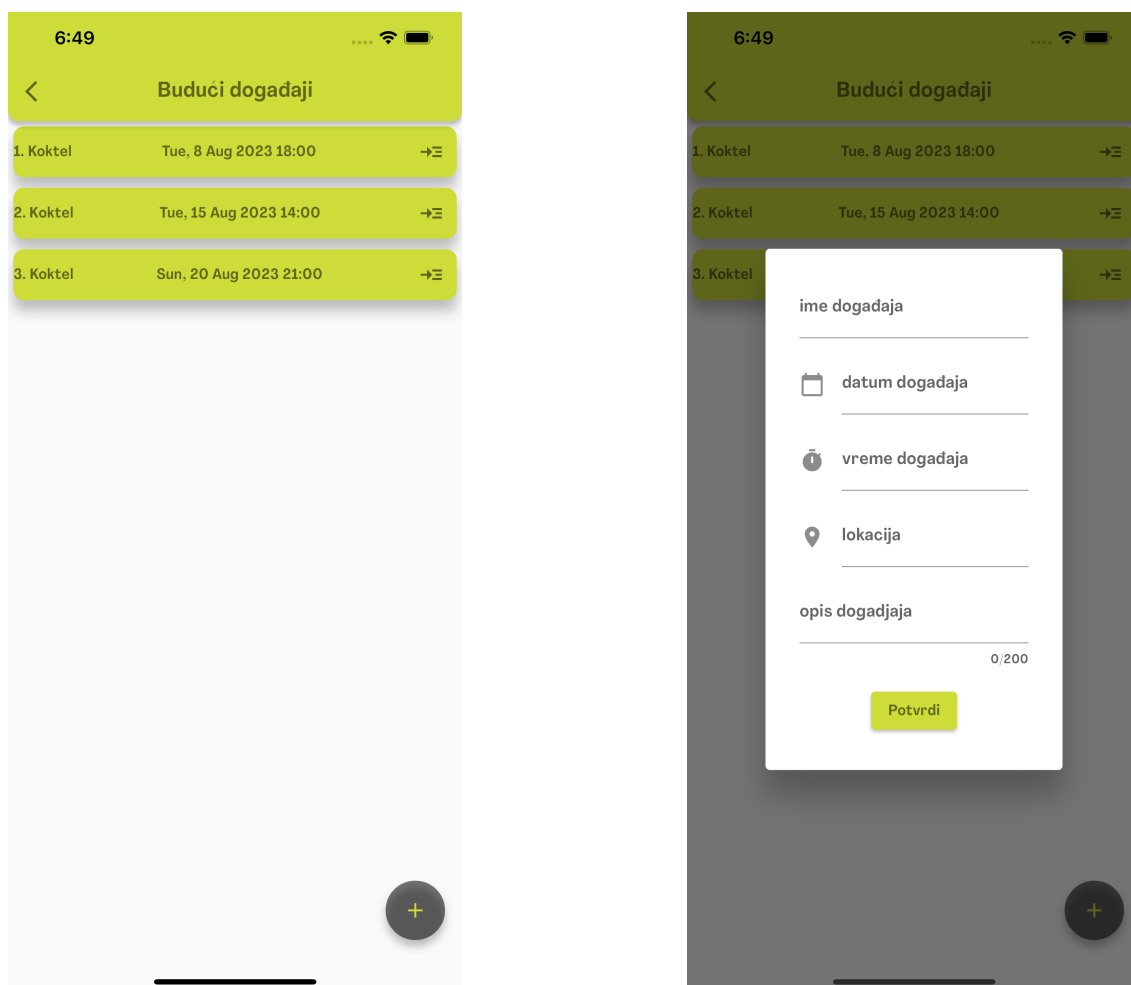 6:49
Budući događaji
1. Koktel Tue, 8 Aug 2023 18:00
2. Koktel Tue, 15 Aug 2023 14:00
3. Koktel Sun, 20 Aug 2023 21:00
+
6:49
Budući događaji
1. Koktel Tue, 8 Aug 2023 18:00
2. Koktel Tue, 15 Aug 2023 14:00
3. Koktel
ime događaja
datum događaja
vreme događaja
lokacija
opis dogadjaja
0/200
Potvrdi
+